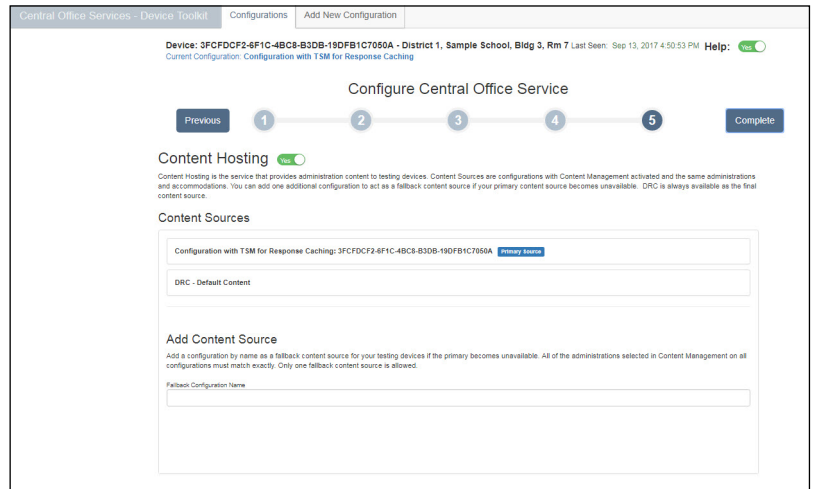 Central Office Services - Device Toolkit
Configurations
Add New Configuration
Device: 3FCFDCF2-6F1C-4BC8-B3DB-19DFB1C7050A - District 1, Sample School, Bldg 3, Rm 7 Last Seen: Sep 13, 2017 4:50:53 PM Help: Yes
Current Configuration: Configuration with TSM for Response Caching
Configure Central Office Service
Previous 1 2 3 4 5 Complete
Content Hosting Yes
Content Hosting is the service that provides administration content to testing devices. Content Sources are configurations with Content Management activated and the same administrations
and accommodations. You can add one additional configuration to act as a fallback content source if your primary content source becomes unavailable. DRC is always available as the final
content source.
Content Sources
Configuration with TSM for Response Caching: 3FCFDCF2-6F1C-4BC8-B3DB-19DFB1C7050A Primary Source
DRC - Default Content
Add Content Source
Add a configuration by name as a fallback content source for your testing devices if the primary becomes unavailable. All of the administrations selected in Content Management on all
configurations must match exactly. Only one fallback content source is allowed.
Fallback Configuration Name